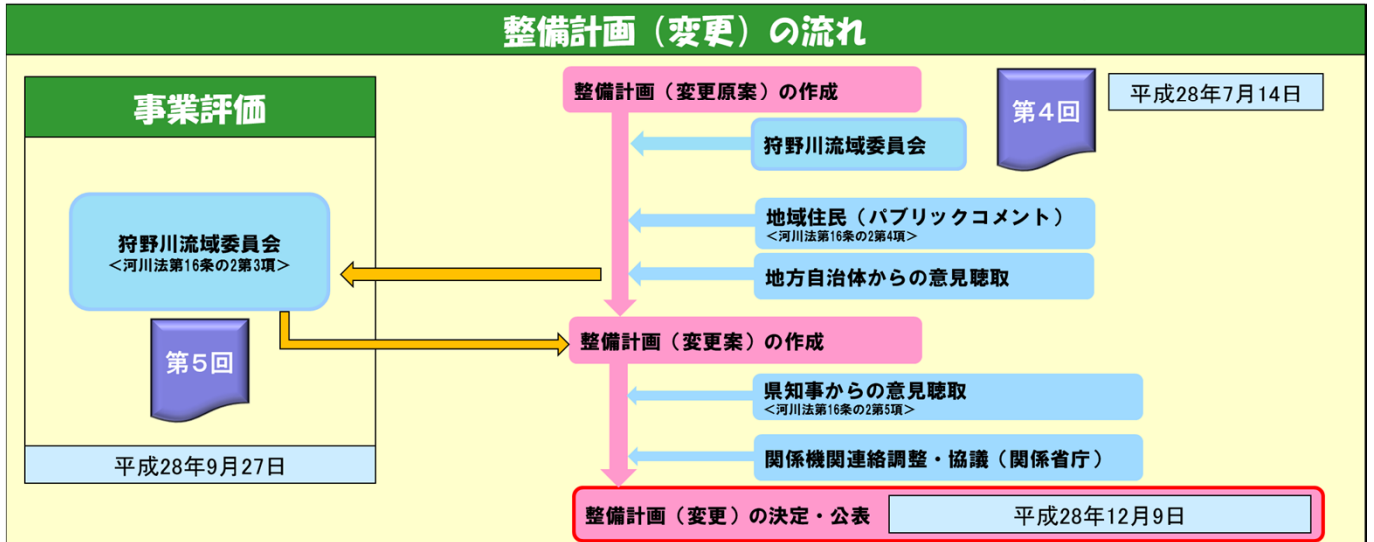 整備計画（変更）の流れ
事業評価
狩野川流域委員会
<河川法第16条の2第3項>
第5回
平成28年9月27日
整備計画（変更原案）の作成
第4回
平成28年7月14日
狩野川流域委員会
地域住民（パブリックコメント）
<河川法第16条の2第4項>
地方自治体からの意見聴取
整備計画（変更案）の作成
県知事からの意見聴取
<河川法第16条の2第5項>
関係機関連絡調整・協議（関係省庁）
整備計画（変更）の決定・公表
平成28年12月9日